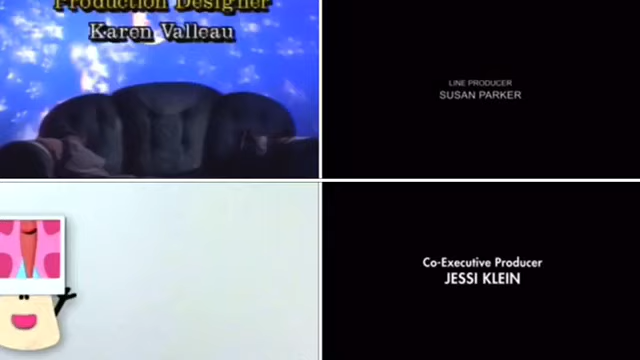 Production Designer
Karen Valleau
LINE PRODUCER
SUSAN PARKER
Co-Executive Producer
JESSI KLEIN